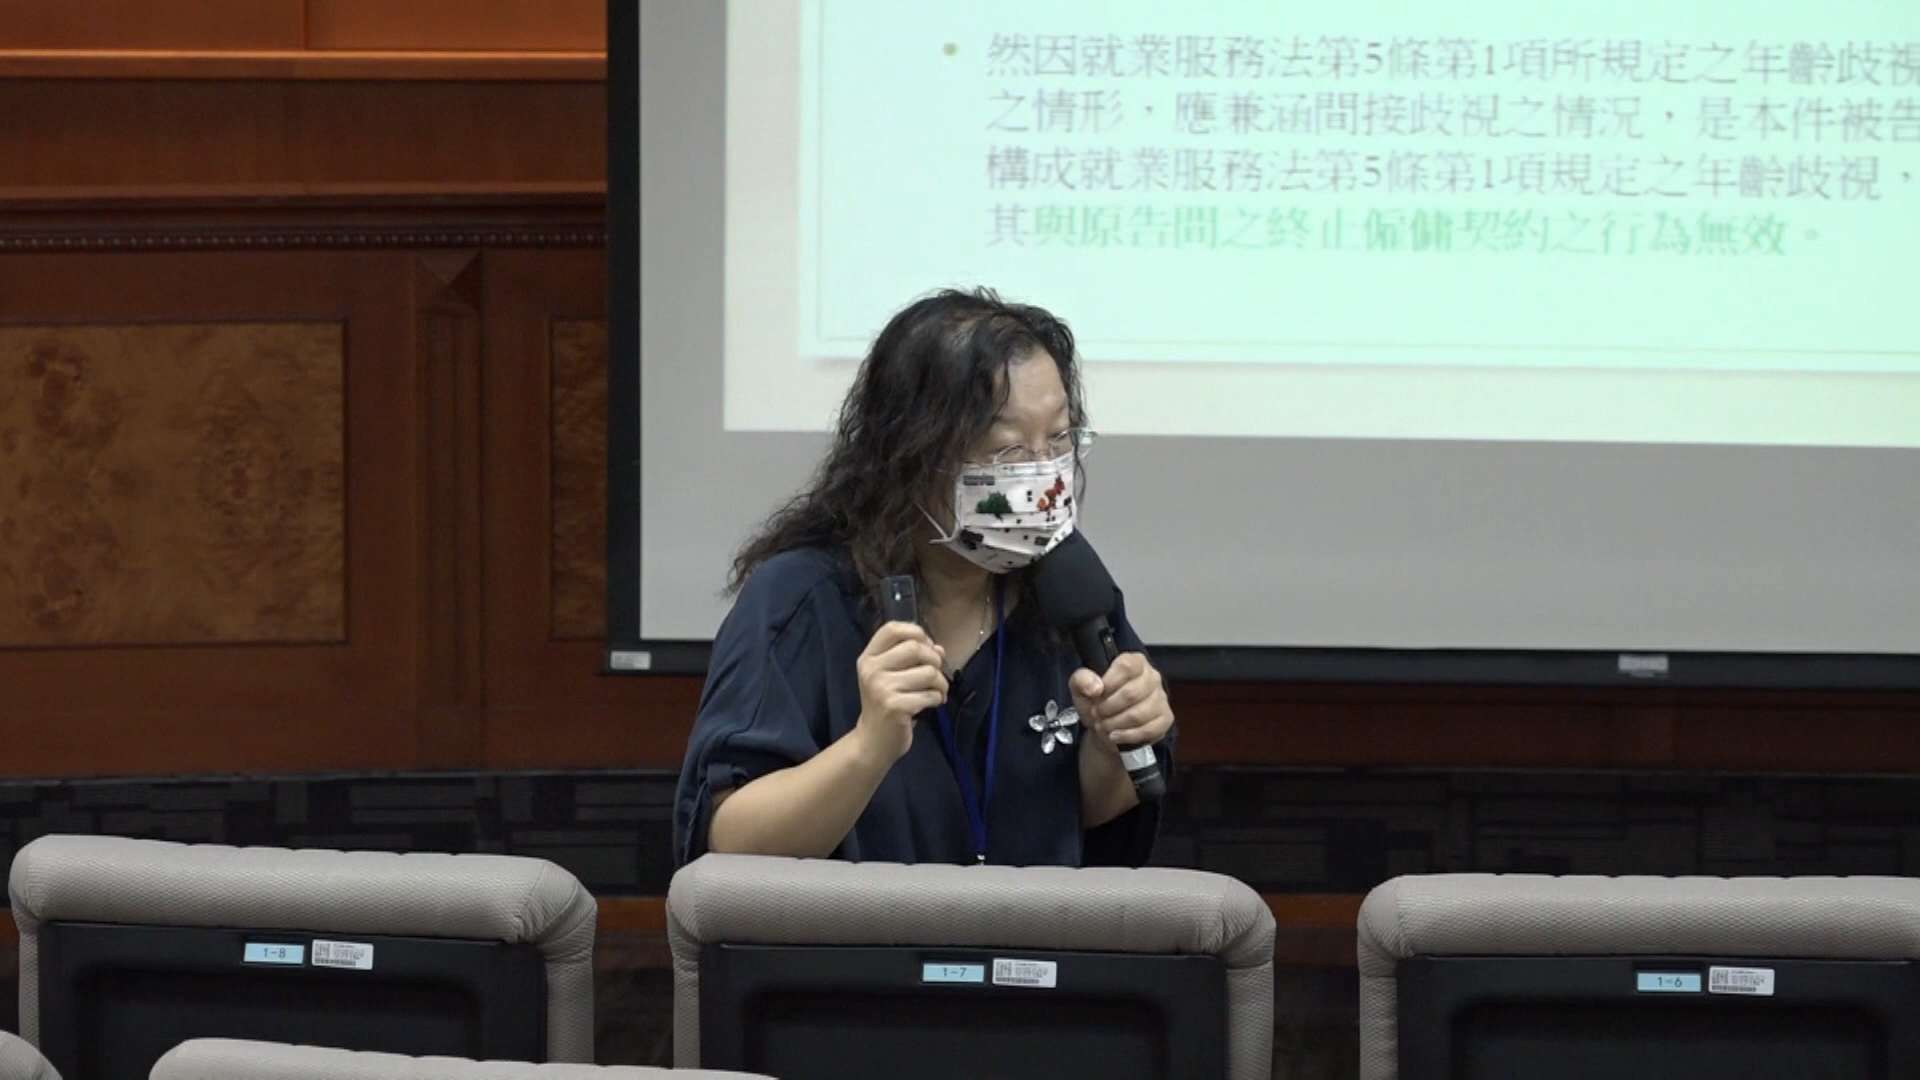 • 然因就業服務法第5條第1項所規定之年齡歧視
之情形，應兼涵間接歧視之情況，是本件被告
構成就業服務法第5條第1項規定之年齡歧視，
其與原告間之終止僱傭契約之行為無效。
1-8
1-7
1-6